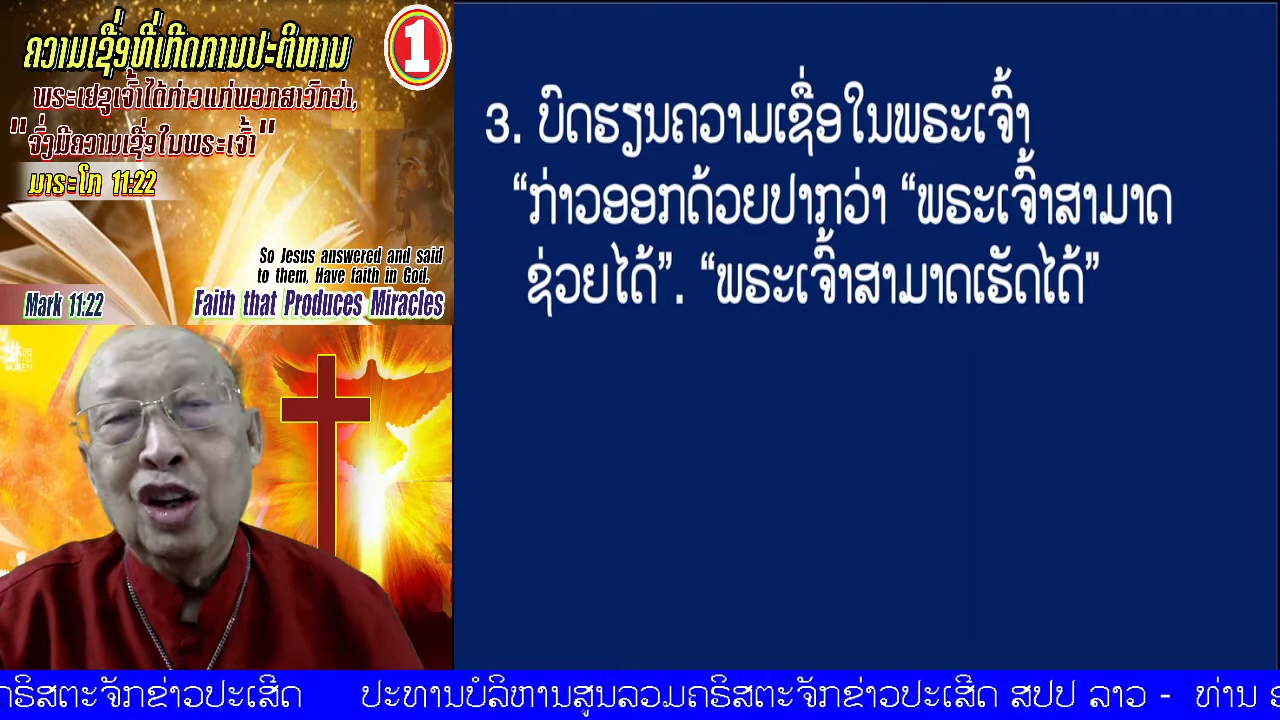 ຄວາມເຊື່ອທີ່ເກີດການປະຕິຫານ
1
ພຣະເຢຊູເຈົ້າໄດ້ກ່າວແກ່ພວກສາວົກວ່າ,
"ຈົ່ງມີຄວາມເຊື່ອໃນພຣະເຈົ້າ"
ມາຣະໂກ 11:22
So Jesus answered and said
to them, Have faith in God.
Mark 11:22
Faith that Produces Miracles
3. ບົດຮຽນຄວາມເຊື່ອໃນພຣະເຈົ້າ
“ກ່າວອອກດ້ວຍປາກວ່າ “ພຣະເຈົ້າສາມາດ
ຊ່ວຍໄດ້”. “ພຣະເຈົ້າສາມາດເຮັດໄດ້”
ກຣິສຕະຈັກຂ່າວປະເສີດ ປະທານບໍລິຫານສູນລວມຄຣິສຕະຈັກຂ່າວປະເສີດ ສປປ ລາວ - ທ່ານ